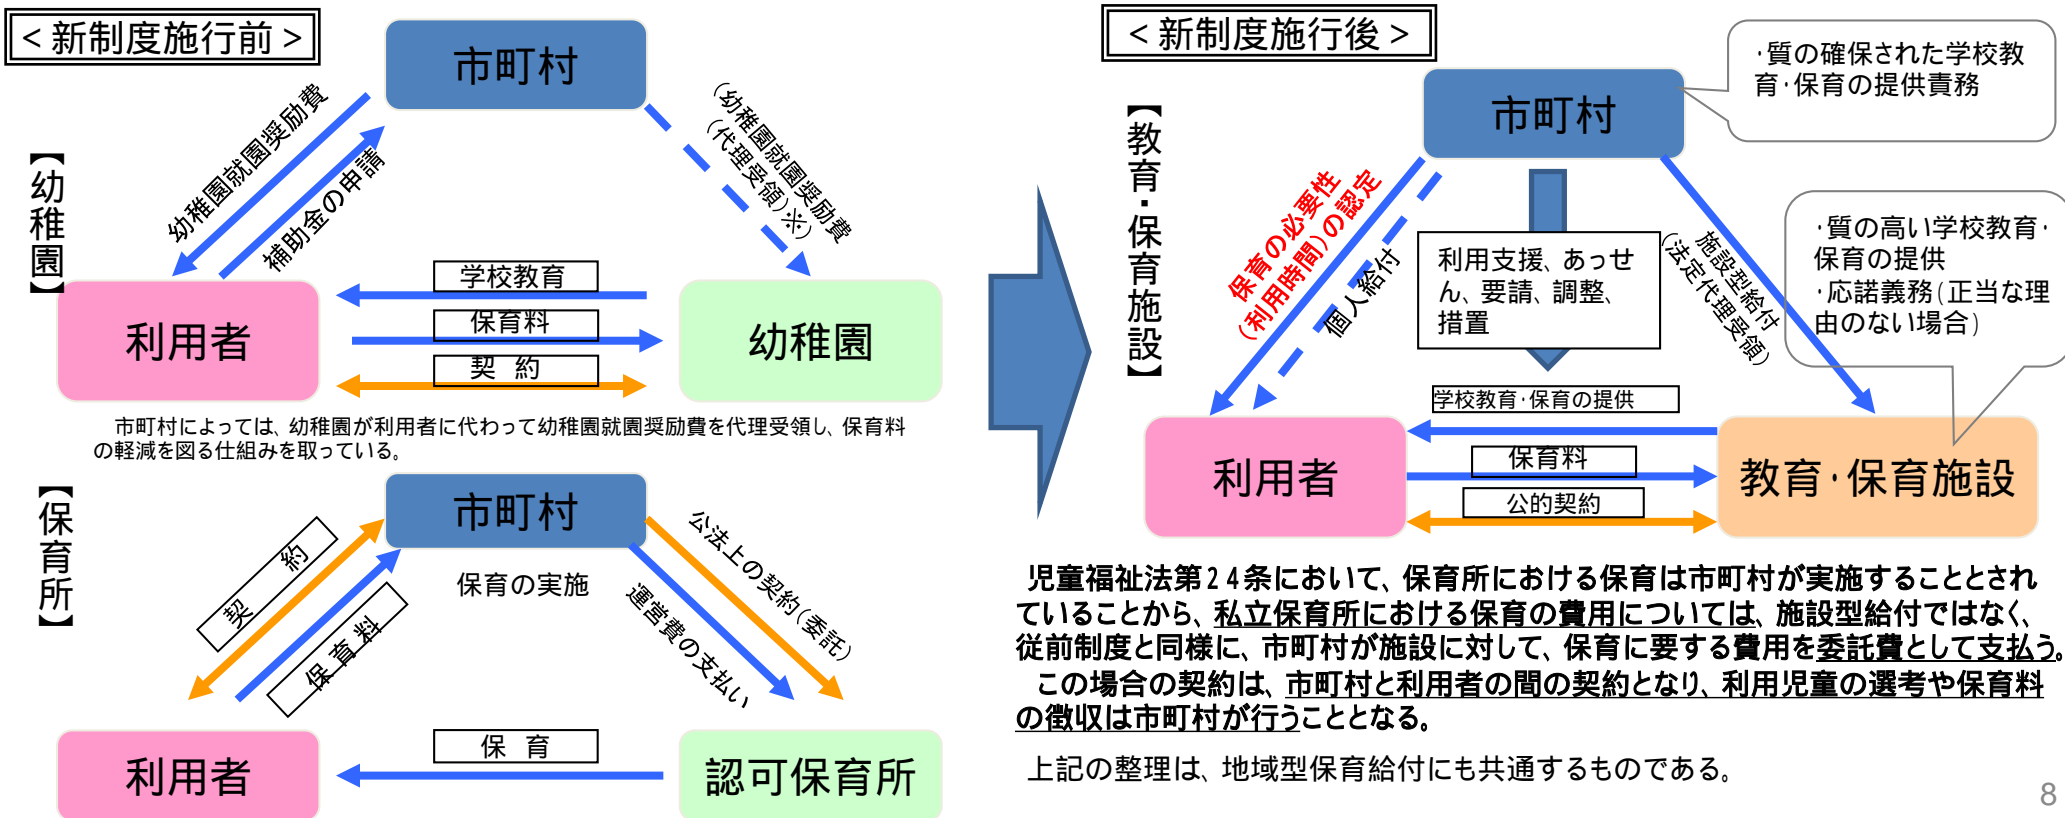 <新制度施行前>
市町村
【幼稚園】
幼稚園就園奨励費
補助金の申請
(幼稚園就園奨励費
(代理受領)※)
学校教育
保育料
契 約
利用者
幼稚園
市町村によっては、幼稚園が利用者に代わって幼稚園就園奨励費を代理受領し、保育料
の軽減を図る仕組みを取っている。
【保育所】
市町村
保育の実施
契 約
保育料
運営費の支払い
公法上の契約(委託)
保 育
利用者
認可保育所
<新制度施行後>
【教育・保育施設】
市町村
・質の確保された学校教
育・保育の提供責務
保育の必要性
(利用時間)の認定
個人給付
利用支援、あっせ
ん、要請、調整、
措置
施設型給付
(法定代理受領)
・質の高い学校教育・
保育の提供
・応諾義務(正当な理
由のない場合)
学校教育・保育の提供
保育料
公的契約
利用者
教育・保育施設
児童福祉法第24条において、保育所における保育は市町村が実施することとされ
ていることから、私立保育所における保育の費用については、施設型給付ではなく、
従前制度と同様に、市町村が施設に対して、保育に要する費用を委託費として支払う。
この場合の契約は、市町村と利用者の間の契約となり、利用児童の選考や保育料
の徴収は市町村が行うこととなる。
上記の整理は、地域型保育給付にも共通するものである。
8